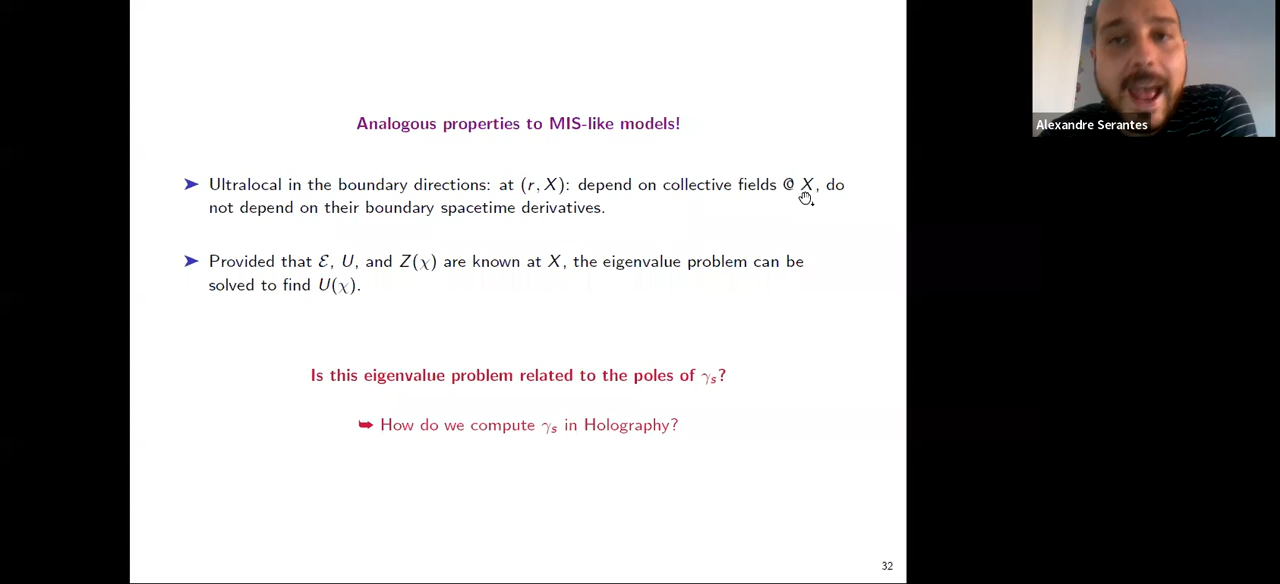 Analogous properties to MIS-like models!
➤ Ultralocal in the boundary directions: at (r, X): depend on collective fields @ X, do
not depend on their boundary spacetime derivatives.
➤ Provided that ℰ, U, and Z(χ) are known at X, the eigenvalue problem can be
solved to find U(χ).
Is this eigenvalue problem related to the poles of γₛ?
➥ How do we compute γₛ in Holography?
32
Alexandre Serantes